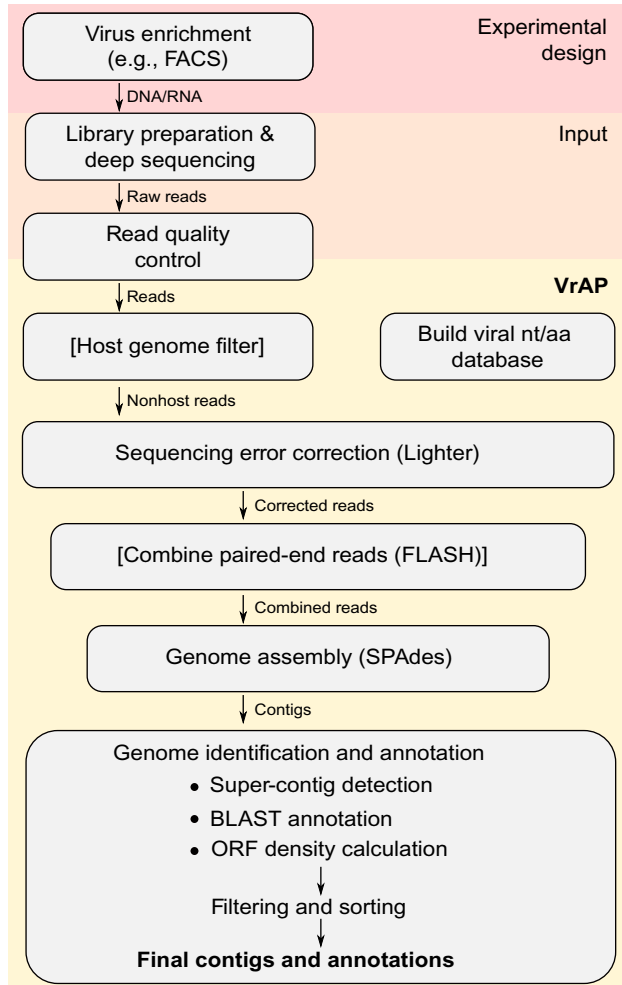 Virus enrichment
(e.g., FACS)
Experimental
design
DNA/RNA
Library preparation &
deep sequencing
Input
Raw reads
Read quality
control
VrAP
Reads
[Host genome filter]
Build viral nt/aa
database
Nonhost reads
Sequencing error correction (Lighter)
Corrected reads
[Combine paired-end reads (FLASH)]
Combined reads
Genome assembly (SPAdes)
Contigs
Genome identification and annotation
• Super-contig detection
• BLAST annotation
• ORF density calculation
Filtering and sorting
Final contigs and annotations